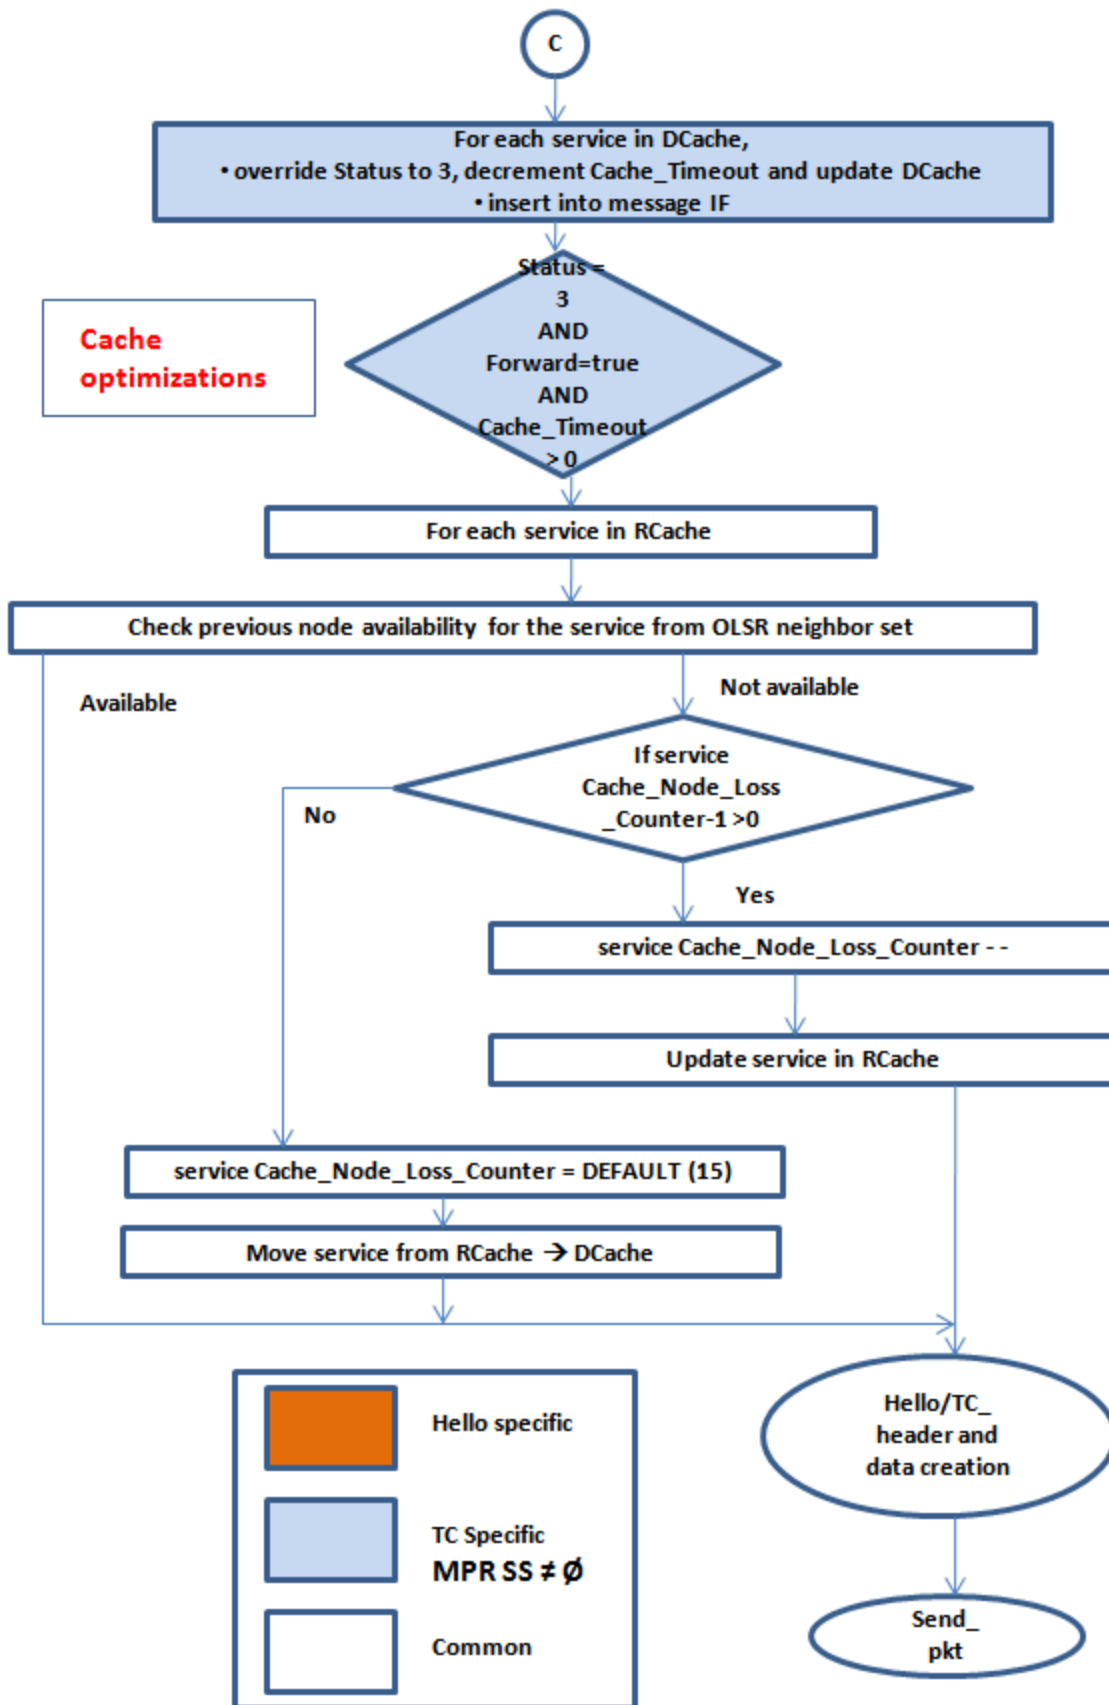 C
For each service in DCache,
• override Status to 3, decrement Cache_Timeout and update DCache
• insert into message IF
Status =
3
AND
Forward=true
AND
Cache_Timeout
> 0
Cache
optimizations
For each service in RCache
Check previous node availability for the service from OLSR neighbor set
Available
Not available
If service
Cache_Node_Loss
_Counter-1 >0
No
Yes
service Cache_Node_Loss_Counter - -
Update service in RCache
service Cache_Node_Loss_Counter = DEFAULT (15)
Move service from RCache → DCache
Hello specific
TC Specific
MPR SS ≠ Ø
Common
Hello/TC_
header and
data creation
Send_
pkt